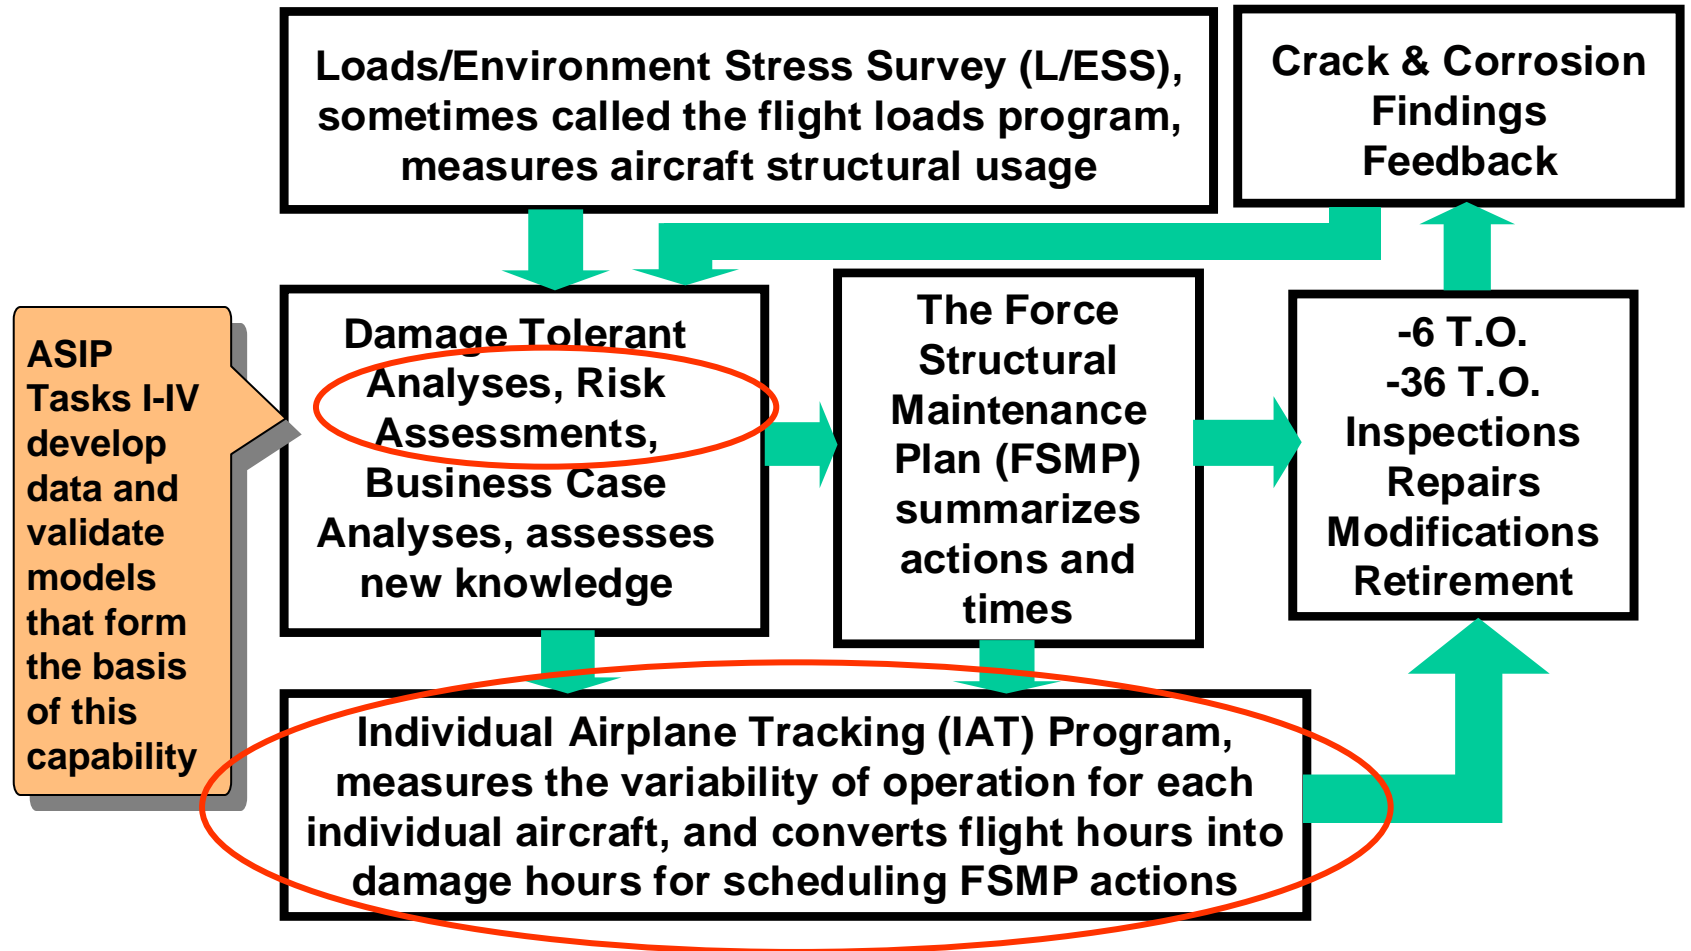 Loads/Environment Stress Survey (L/ESS),
sometimes called the flight loads program,
measures aircraft structural usage
Crack & Corrosion
Findings
Feedback
ASIP
Tasks I-IV
develop
data and
validate
models
that form
the basis
of this
capability
Damage Tolerant
Analyses, Risk
Assessments,
Business Case
Analyses, assesses
new knowledge
The Force
Structural
Maintenance
Plan (FSMP)
summarizes
actions and
times
-6 T.O.
-36 T.O.
Inspections
Repairs
Modifications
Retirement
Individual Airplane Tracking (IAT) Program,
measures the variability of operation for each
individual aircraft, and converts flight hours into
damage hours for scheduling FSMP actions